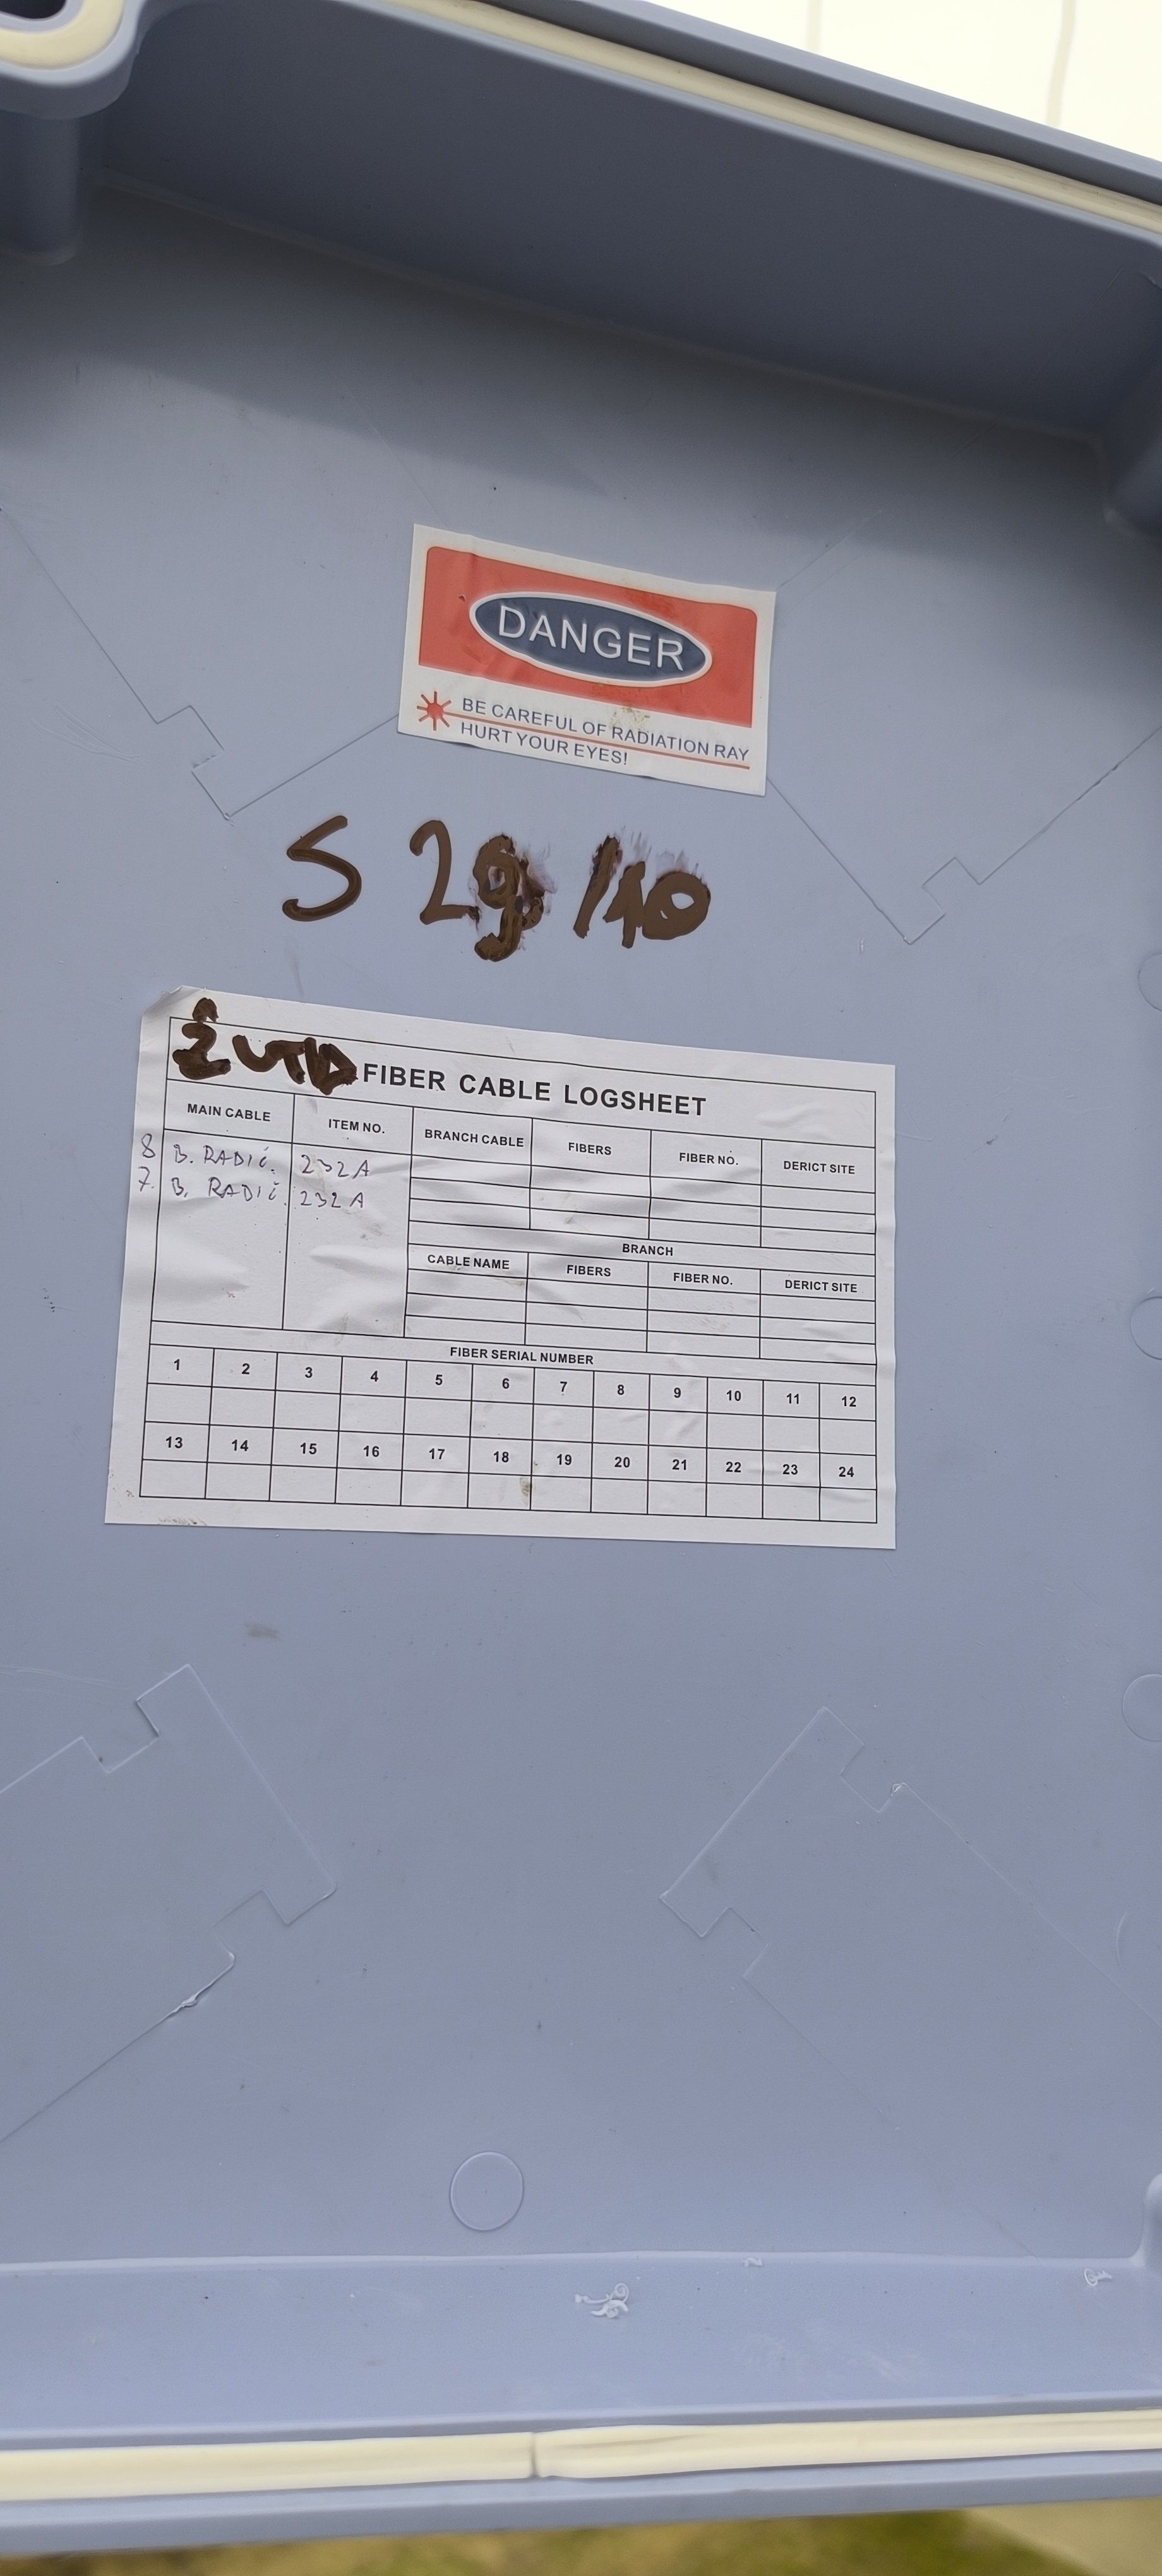 DANGER
BE CAREFUL OF RADIATION RAY
HURT YOUR EYES!
S 29 /10
FIBER CABLE LOGSHEET
MAIN CABLE ITEM NO. BRANCH CABLE FIBERS FIBER NO. DERICT SITE
8 B. RADIĆ. 232A
7. B. RADIĆ. 232A
BRANCH
CABLE NAME FIBERS FIBER NO. DERICT SITE
FIBER SERIAL NUMBER
1 2 3 4 5 6 7 8 9 10 11 12
13 14 15 16 17 18 19 20 21 22 23 24